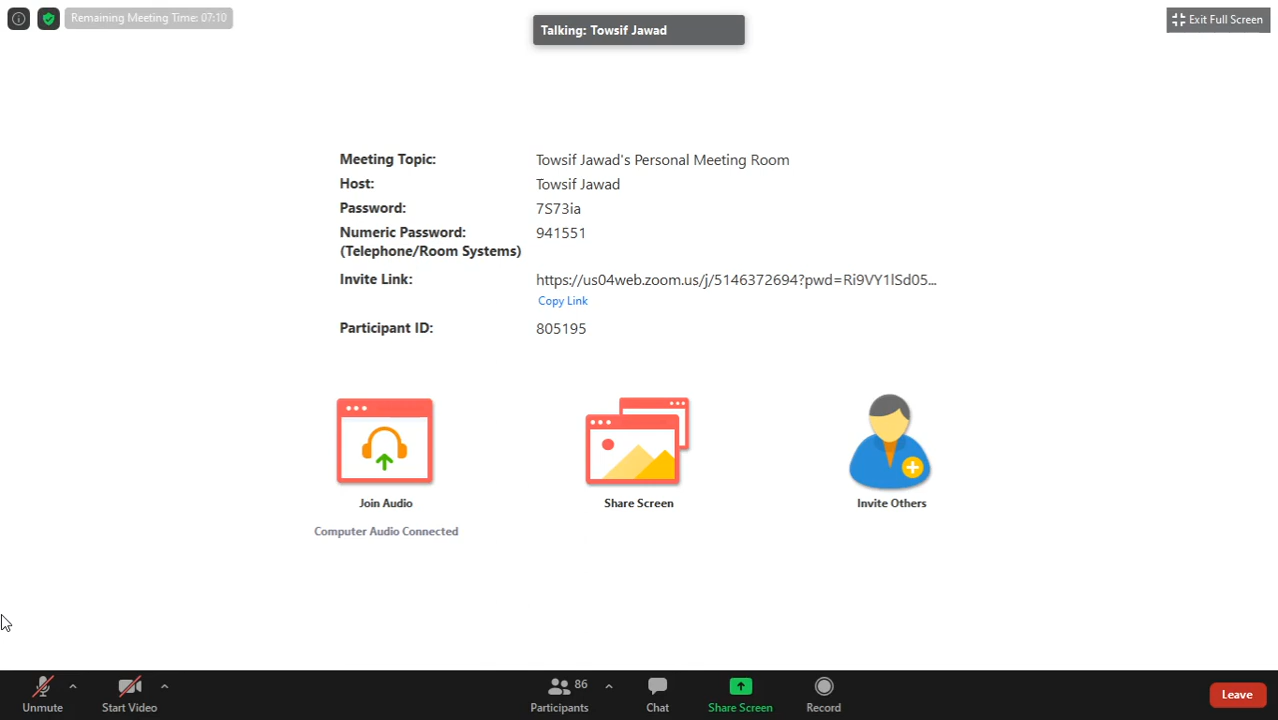 Remaining Meeting Time: 07:10
Talking: Towsif Jawad
Exit Full Screen
Meeting Topic: Towsif Jawad's Personal Meeting Room
Host: Towsif Jawad
Password: 7S73ia
Numeric Password: 941551
(Telephone/Room Systems)
Invite Link: https://us04web.zoom.us/j/5146372694?pwd=Ri9VY1lSd05...
Copy Link
Participant ID: 805195
Join Audio
Share Screen
Invite Others
Computer Audio Connected
86
Unmute
Start Video
Participants
Chat
Share Screen
Record
Leave